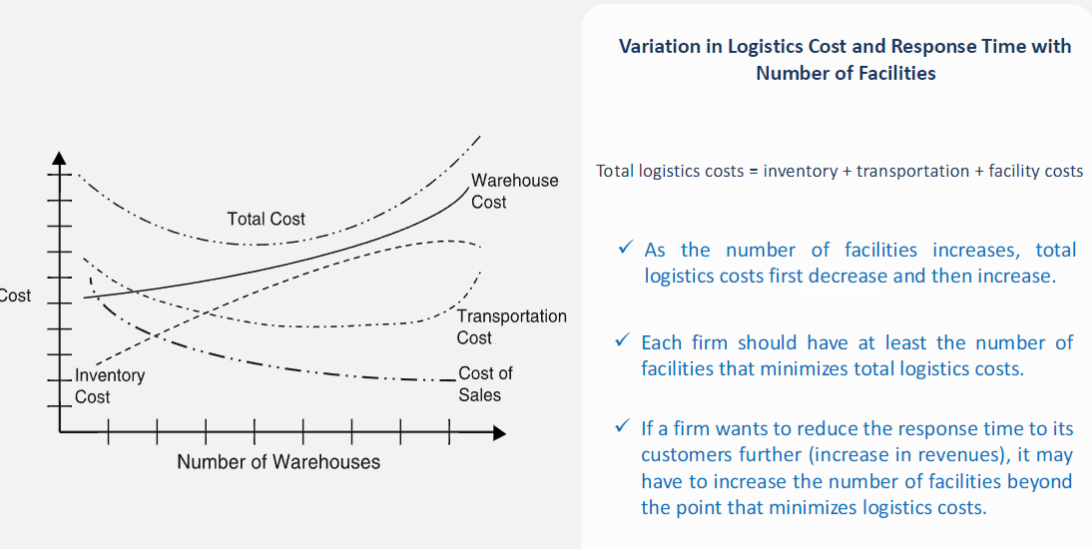 Variation in Logistics Cost and Response Time with
Number of Facilities
Total logistics costs = inventory + transportation + facility costs
✓ As the number of facilities increases, total
logistics costs first decrease and then increase.
✓ Each firm should have at least the number of
facilities that minimizes total logistics costs.
✓ If a firm wants to reduce the response time to its
customers further (increase in revenues), it may
have to increase the number of facilities beyond
the point that minimizes logistics costs.
Warehouse
Cost
Total Cost
Cost
Transportation
Cost
Inventory
Cost
Cost of
Sales
Number of Warehouses